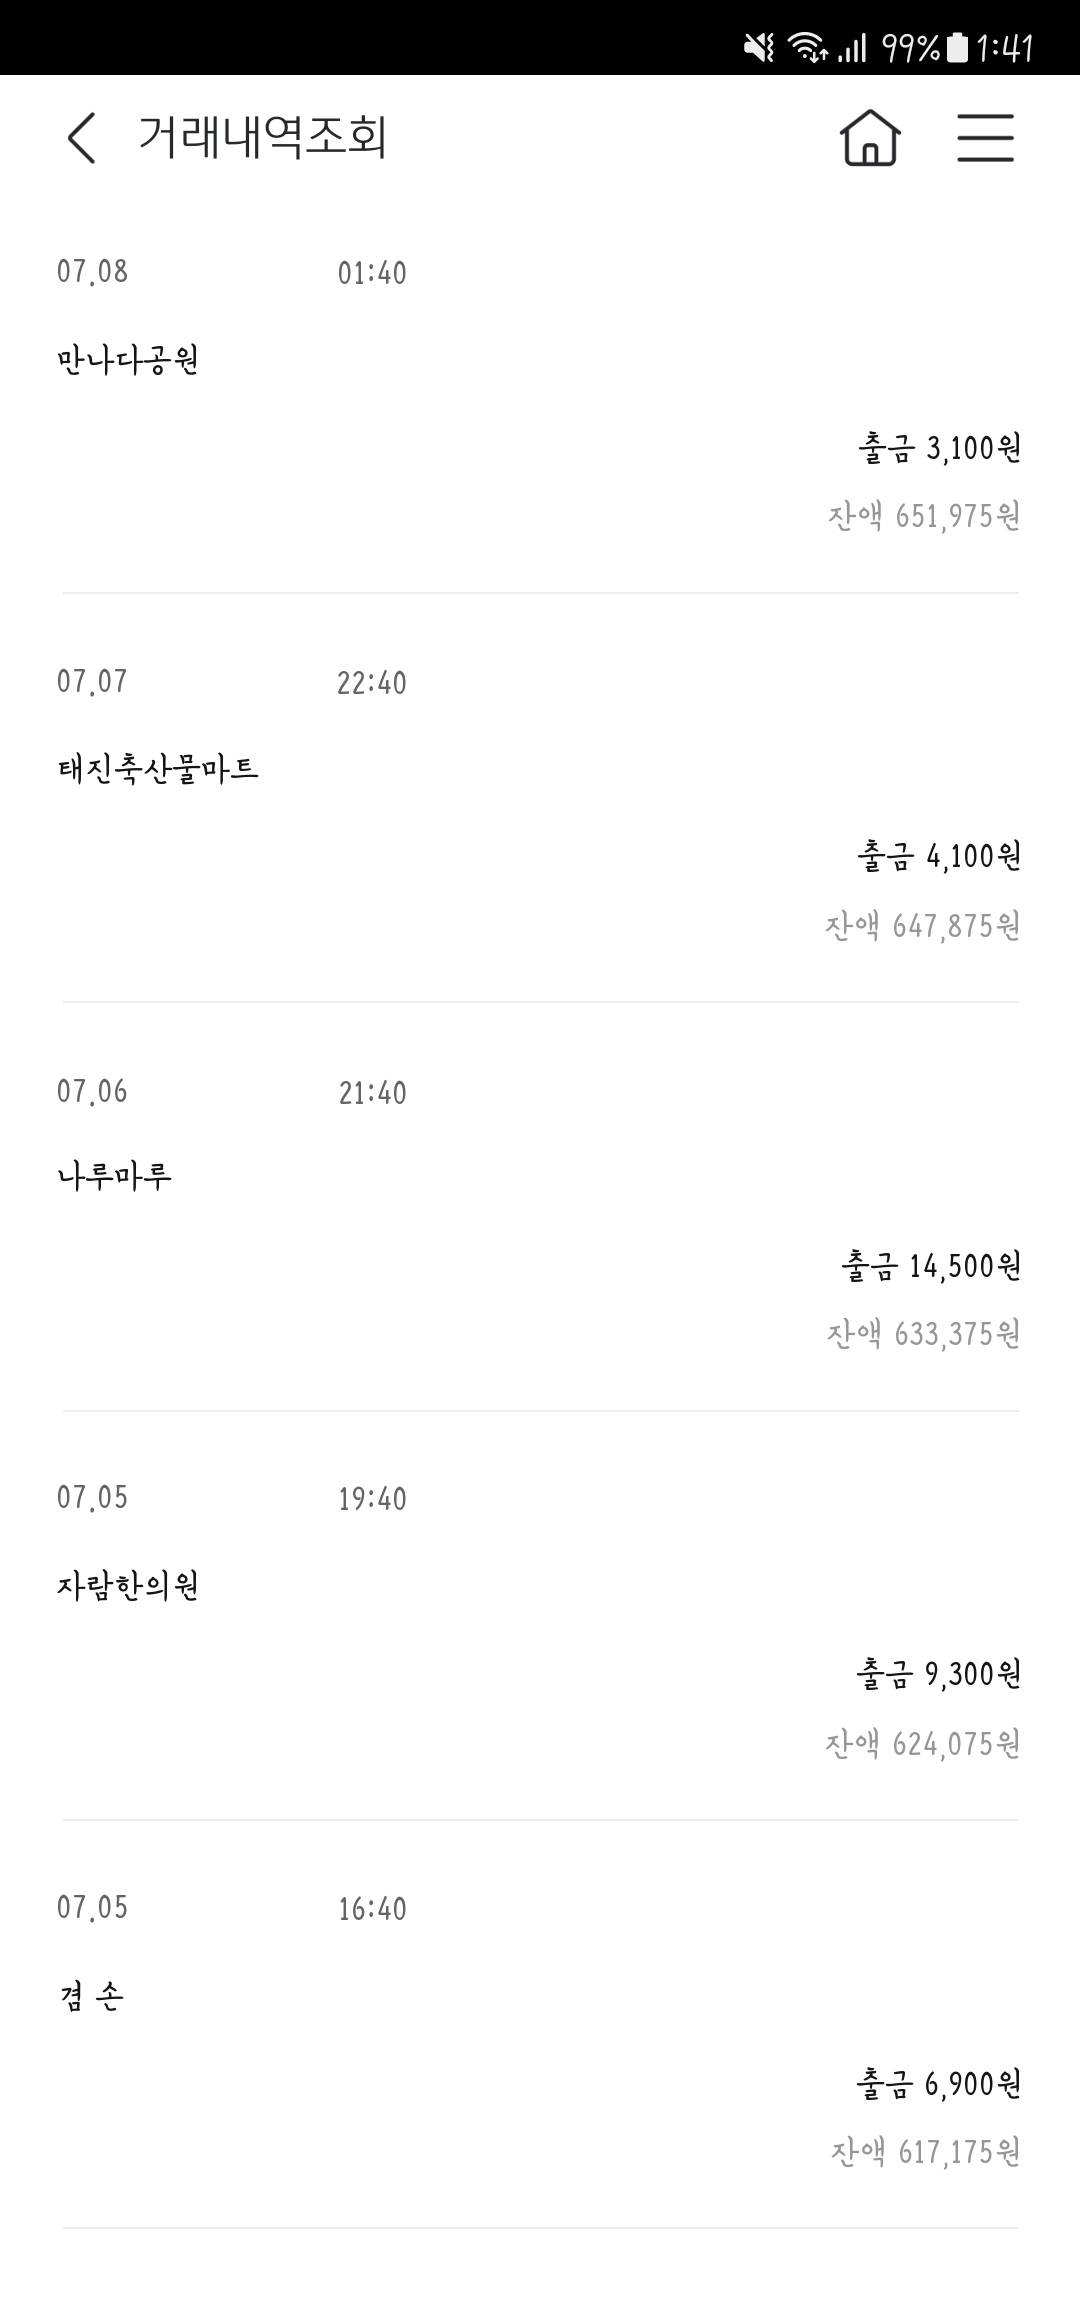 99% 1:41
거래내역조회
07.08 01:40
만나다공원
출금 3,100원
잔액 651,975원
07.07 22:40
태진축산물마트
출금 4,100원
잔액 647,875원
07.06 21:40
나루마루
출금 14,500원
잔액 633,375원
07.05 19:40
자람한의원
출금 9,300원
잔액 624,075원
07.05 16:40
겸 손
출금 6,900원
잔액 617,175원